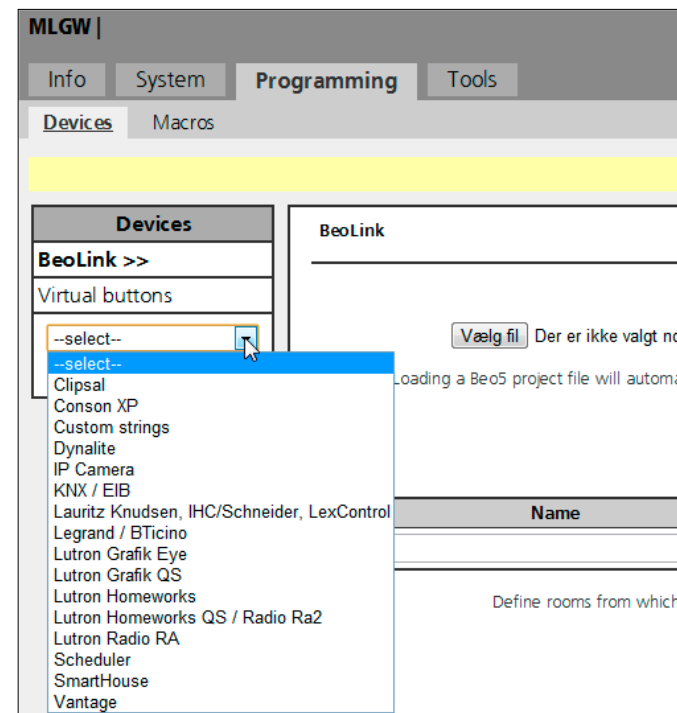 MLGW |
Info System Programming Tools
Devices Macros
Devices
BeoLink >>
Virtual buttons
--select--
--select--
Clipsal
Conson XP
Custom strings
Dynalite
IP Camera
KNX / EIB
Lauritz Knudsen, IHC/Schneider, LexControl
Legrand / BTicino
Lutron Grafik Eye
Lutron Grafik QS
Lutron Homeworks
Lutron Homeworks QS / Radio Ra2
Lutron Radio RA
Scheduler
SmartHouse
Vantage
BeoLink
Vælg fil Der er ikke valgt
Loading a Beo5 project file will
Name
Define rooms from which